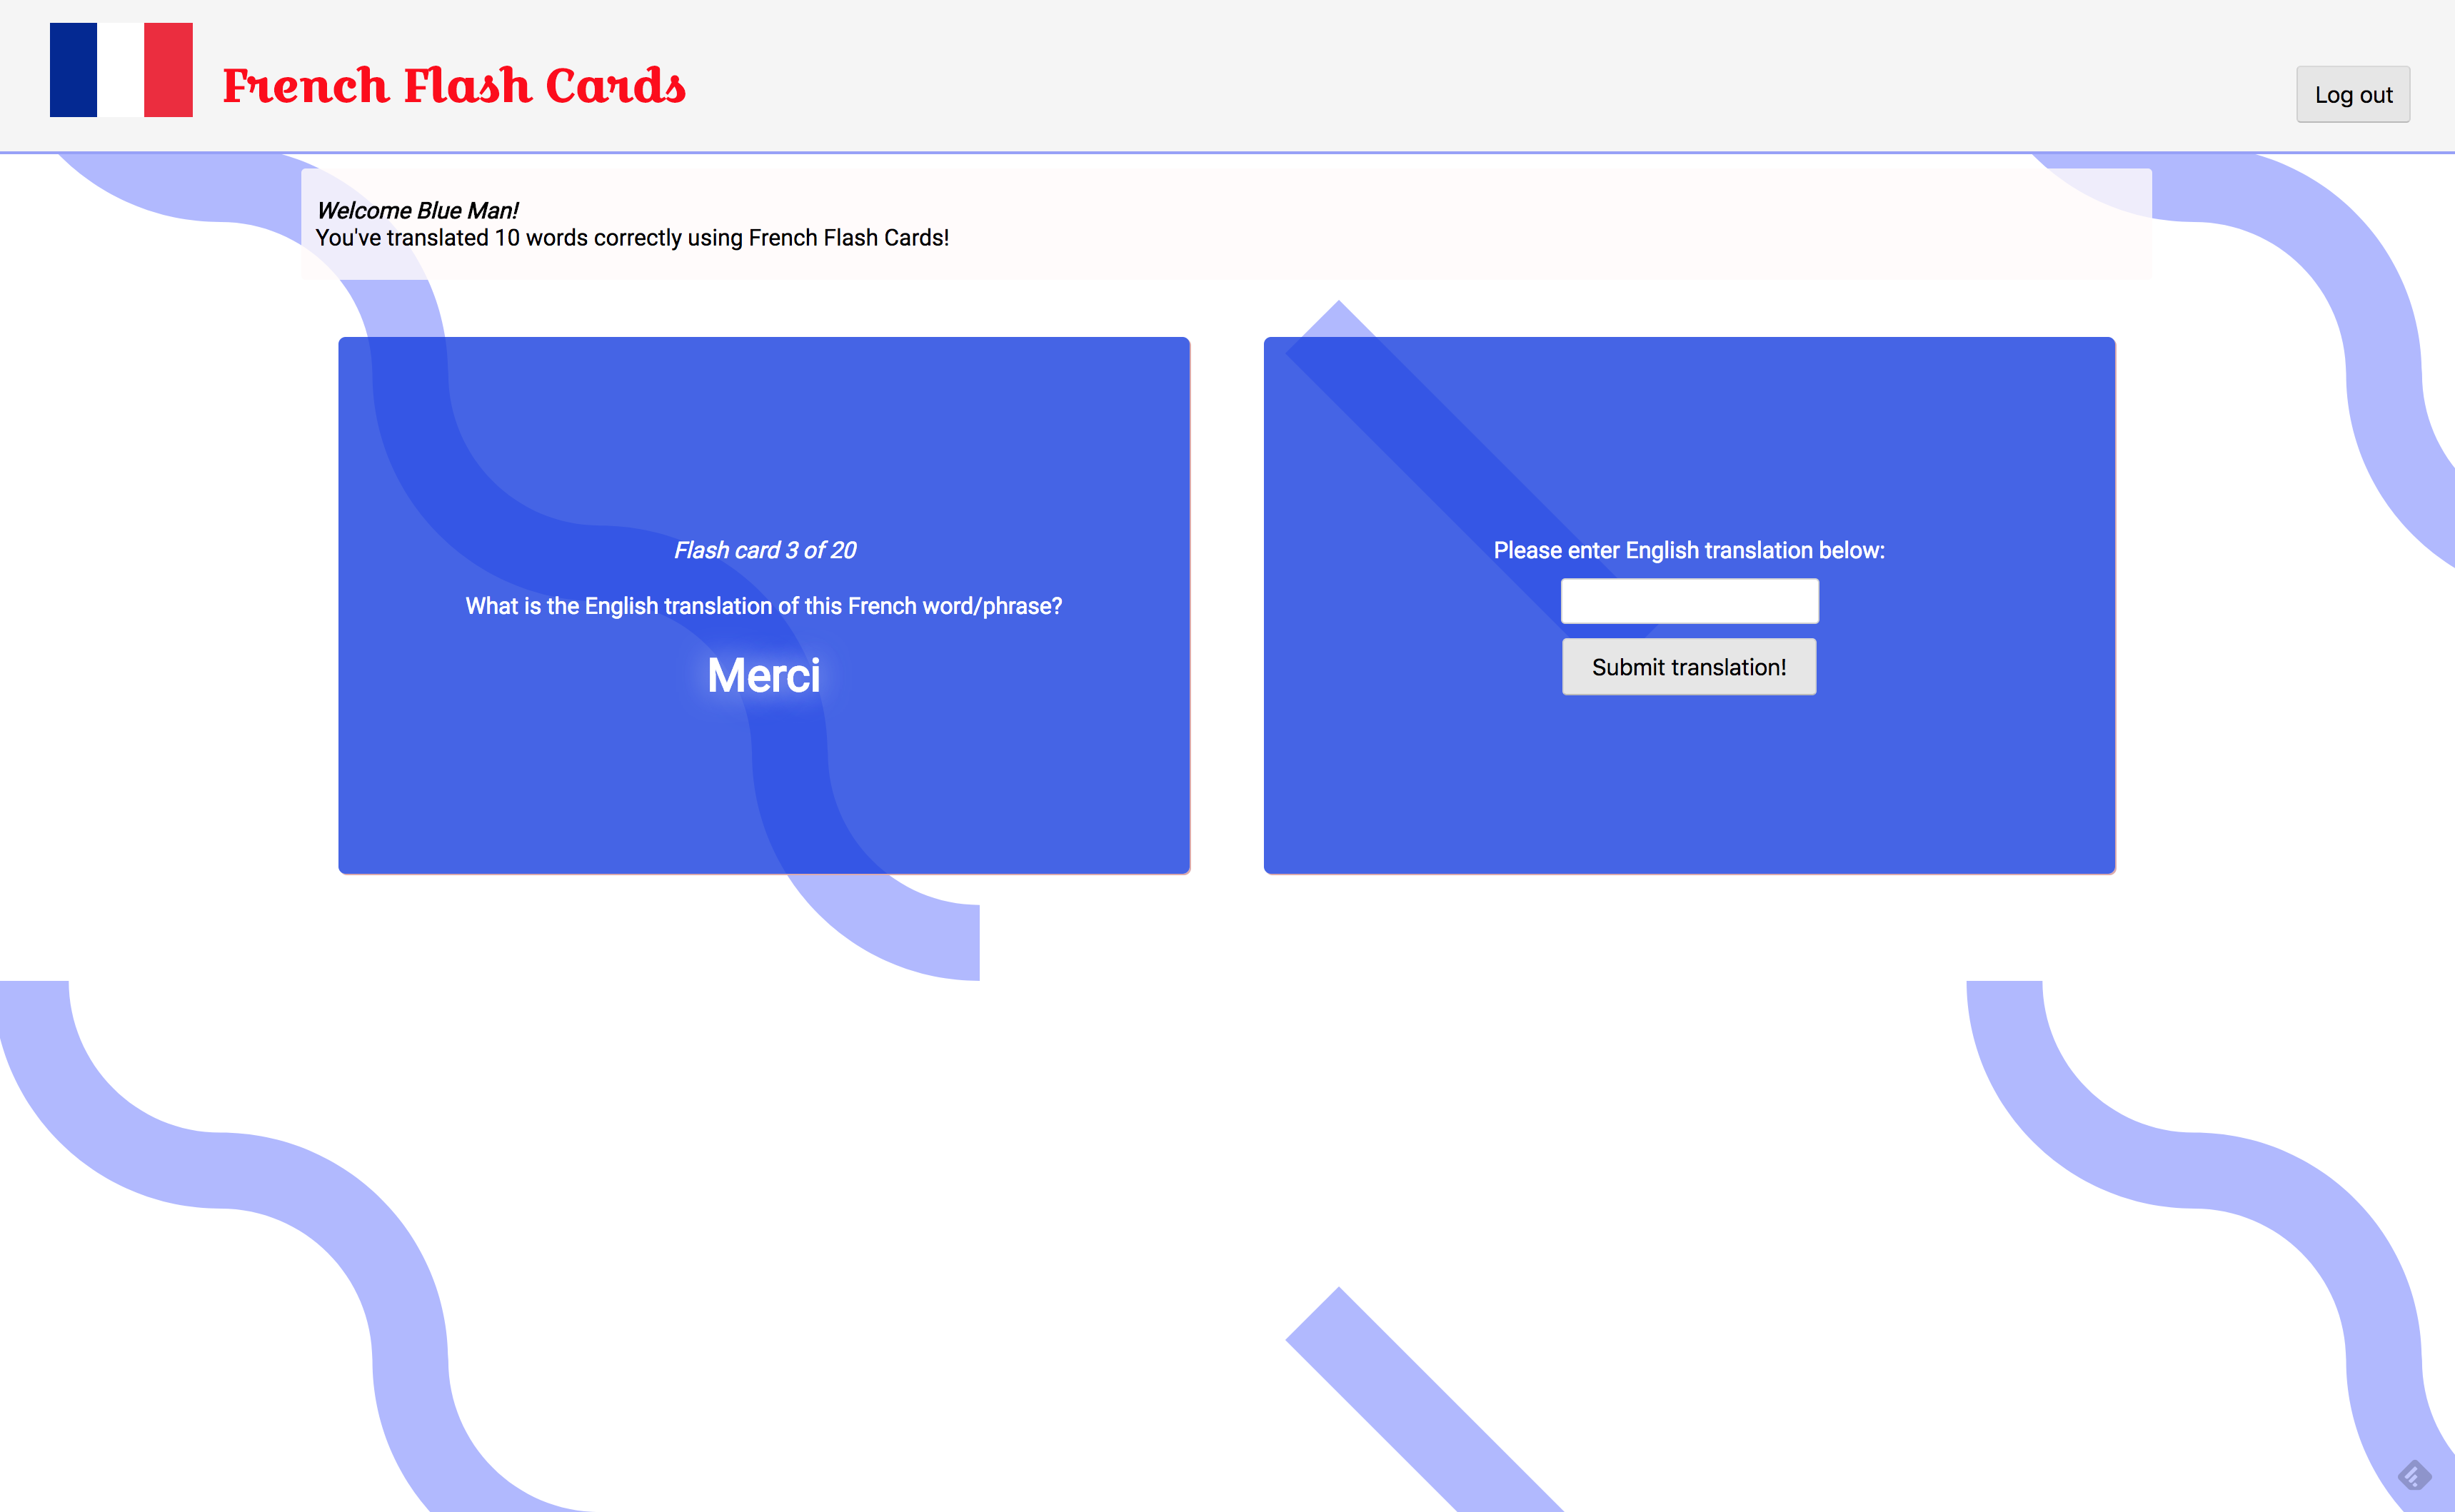 French Flash Cards
Log out
Welcome Blue Man!
You've translated 10 words correctly using French Flash Cards!
Flash card 3 of 20
What is the English translation of this French word/phrase?
Merci
Please enter English translation below:
Submit translation!